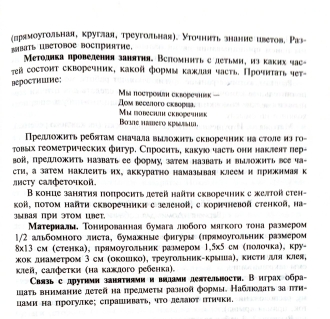 (прямоугольная, круглая, треугольная). Уточнить знание цветов. Раз-
вивать цветовое восприятие.
Методика проведения занятия. Вспомнить с детьми, из каких час-
тей состоит скворечник, какой формы каждая часть. Прочитать чет-
веростишие:
Мы построили скворечник —
Дом веселого скворца.
Мы повесили скворечник
Возле нашего крыльца.
Предложить ребятам сначала выложить скворечник на столе из го-
товых геометрических фигур. Спросить, какую часть они наклеят пер-
вой, предложить назвать ее форму, затем назвать и выложить все ча-
сти, а затем наклеить их, аккуратно намазывая клеем и прижимая к
листу салфеточкой.
В конце занятия попросить детей найти скворечник с желтой стен-
кой, потом найти скворечники с зеленой, с коричневой стенкой, на-
зывая при этом цвет.
Материалы. Тонированная бумага любого мягкого тона размером
1/2 альбомного листа, бумажные фигуры (прямоугольник размером
8х13 см (стенка), прямоугольник размером 1,5х5 см (полочка), кру-
жок диаметром 3 см (окошко), треугольник-крыша), кисти для клея,
клей, салфетки (на каждого ребенка).
Связь с другими занятиями и видами деятельности. В играх обра-
щать внимание детей на предметы разной формы. Наблюдать за пти-
цами на прогулке; спрашивать, что делают птички.